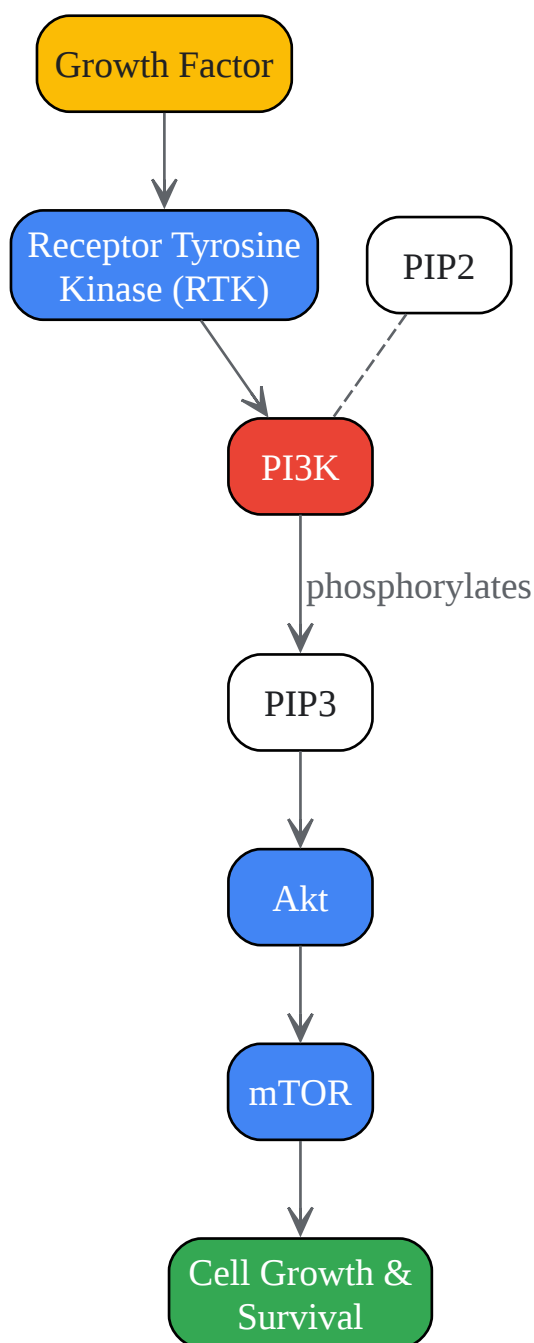 Growth Factor
Receptor Tyrosine
Kinase (RTK)
PIP2
PI3K
phosphorylates
PIP3
Akt
mTOR
Cell Growth &
Survival